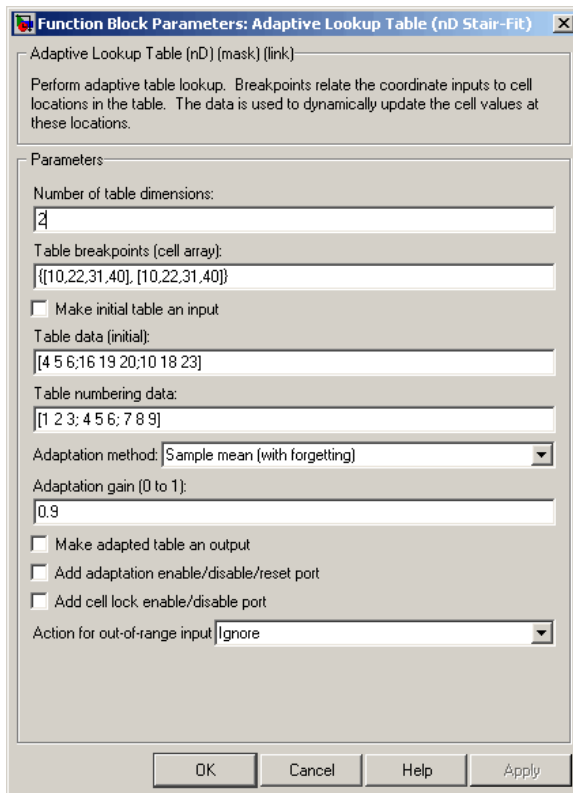 Function Block Parameters: Adaptive Lookup Table (nD Stair-Fit)
Adaptive Lookup Table (nD) (mask) (link)
Perform adaptive table lookup. Breakpoints relate the coordinate inputs to cell
locations in the table. The data is used to dynamically update the cell values at
these locations.
Parameters
Number of table dimensions:
2
Table breakpoints (cell array):
{[10,22,31,40], [10,22,31,40]}
Make initial table an input
Table data (initial):
[4 5 6;16 19 20;10 18 23]
Table numbering data:
[1 2 3; 4 5 6; 7 8 9]
Adaptation method: Sample mean (with forgetting)
Adaptation gain (0 to 1):
0.9
Make adapted table an output
Add adaptation enable/disable/reset port
Add cell lock enable/disable port
Action for out-of-range input Ignore
OK Cancel Help Apply